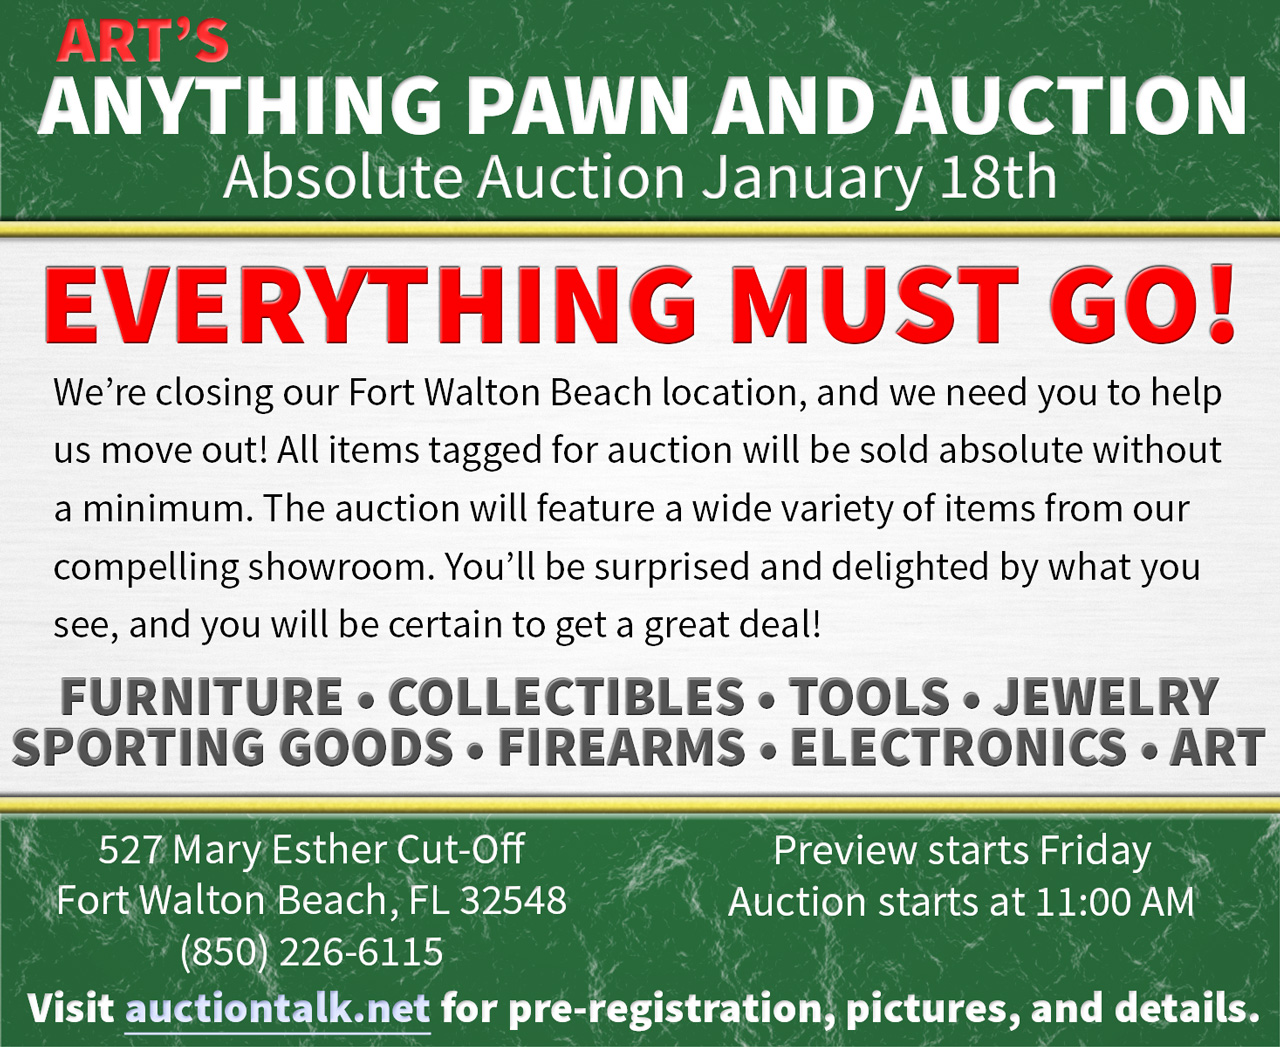 ART’S
ANYTHING PAWN AND AUCTION
Absolute Auction January 18th
EVERYTHING MUST GO!
We’re closing our Fort Walton Beach location, and we need you to help
us move out! All items tagged for auction will be sold absolute without
a minimum. The auction will feature a wide variety of items from our
compelling showroom. You’ll be surprised and delighted by what you
see, and you will be certain to get a great deal!
FURNITURE • COLLECTIBLES • TOOLS • JEWELRY
SPORTING GOODS • FIREARMS • ELECTRONICS • ART
527 Mary Esther Cut-Off
Fort Walton Beach, FL 32548
(850) 226-6115
Preview starts Friday
Auction starts at 11:00 AM
Visit auctiontalk.net for pre-registration, pictures, and details.